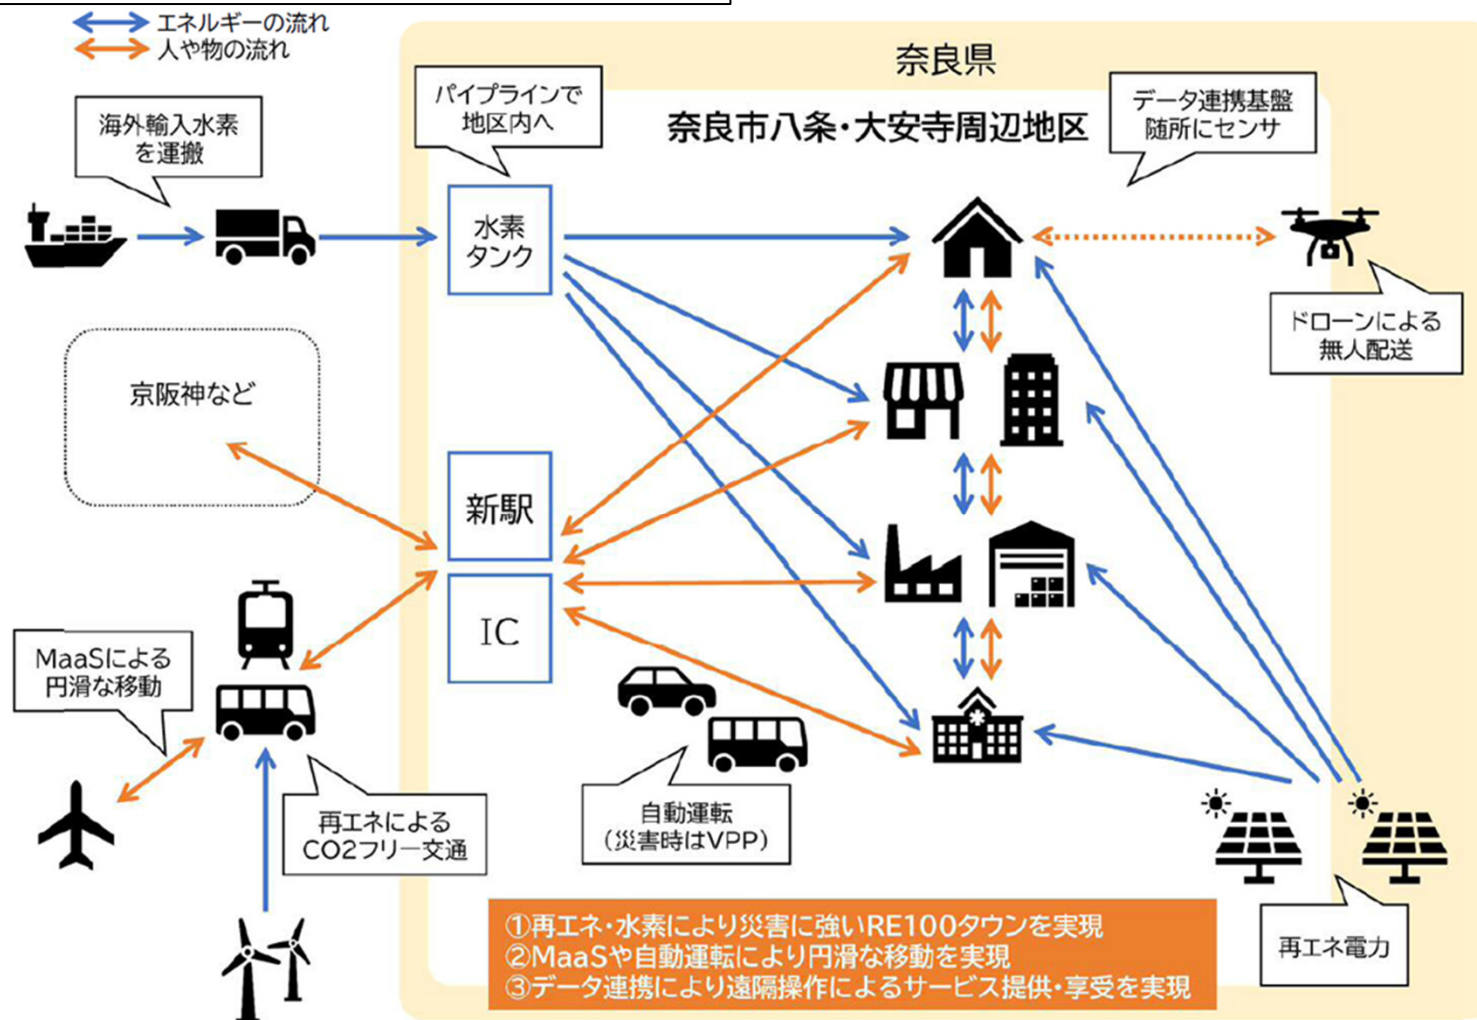 エネルギーの流れ
人や物の流れ
奈良県
奈良市八条・大安寺周辺地区
海外輸入水素
を運搬
パイプラインで
地区内へ
データ連携基盤
随所にセンサ
水素
タンク
ドローンによる
無人配送
京阪神など
新駅
IC
MaaSによる
円滑な移動
再エネによる
CO2フリー交通
自動運転
(災害時はVPP)
再エネ電力
①再エネ・水素により災害に強いRE100タウンを実現
②MaaSや自動運転により円滑な移動を実現
③データ連携により遠隔操作によるサービス提供・享受を実現